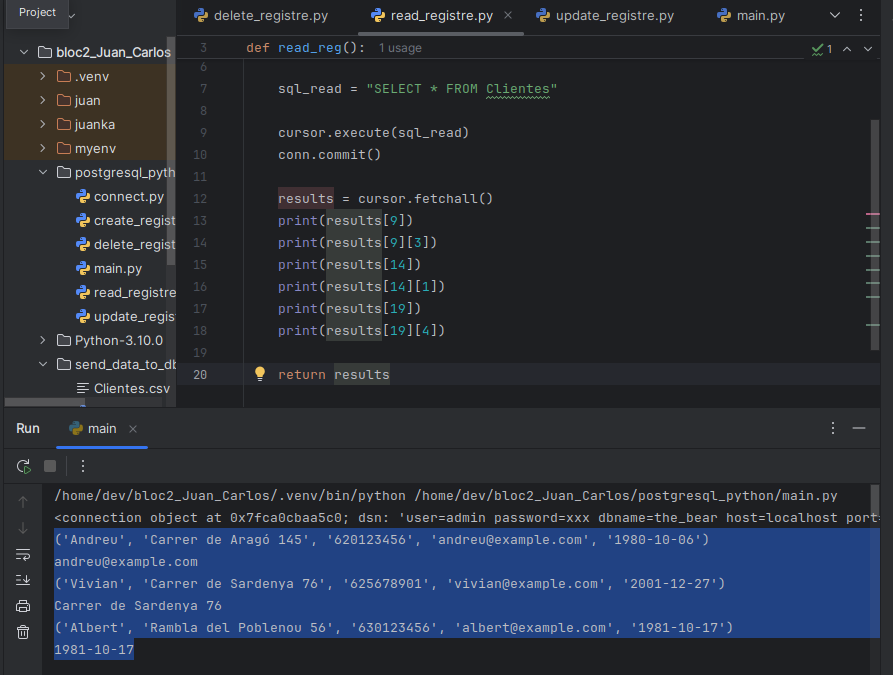 Project
delete_registre.py
read_registre.py
update_registre.py
main.py
bloc2_Juan_Carlos
.venv
juan
juanka
myenv
postgresql_pyth
connect.py
create_regist
delete_regist
main.py
read_registre
update_regis
Python-3.10.0
send_data_to_db
Clientes.csv
3 def read_reg(): 1 usage
1
6
7 sql_read = "SELECT * FROM Clientes"
8
9 cursor.execute(sql_read)
10 conn.commit()
11
12 results = cursor.fetchall()
13 print(results[9])
14 print(results[9][3])
15 print(results[14])
16 print(results[14][1])
17 print(results[19])
18 print(results[19][4])
19
20 return results
Run main
/home/dev/bloc2_Juan_Carlos/.venv/bin/python /home/dev/bloc2_Juan_Carlos/postgresql_python/main.py
<connection object at 0x7fca0cbaa5c0; dsn: 'user=admin password=xxx dbname=the_bear host=localhost port=
('Andreu', 'Carrer de Aragó 145', '620123456', 'andreu@example.com', '1980-10-06')
andreu@example.com
('Vivian', 'Carrer de Sardenya 76', '625678901', 'vivian@example.com', '2001-12-27')
Carrer de Sardenya 76
('Albert', 'Rambla del Poblenou 56', '630123456', 'albert@example.com', '1981-10-17')
1981-10-17